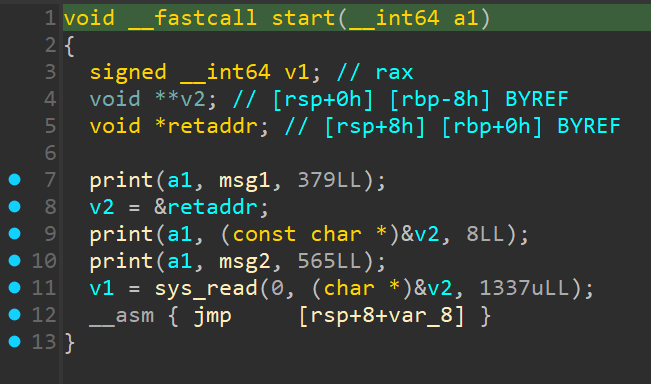 1 void __fastcall start(__int64 a1)
2 {
3 signed __int64 v1; // rax
4 void **v2; // [rsp+0h] [rbp-8h] BYREF
5 void *retaddr; // [rsp+8h] [rbp+0h] BYREF
6
7 print(a1, msg1, 379LL);
8 v2 = &retaddr;
9 print(a1, (const char *)&v2, 8LL);
10 print(a1, msg2, 565LL);
11 v1 = sys_read(0, (char *)&v2, 1337uLL);
12 __asm { jmp     [rsp+8+var_8] }
13 }